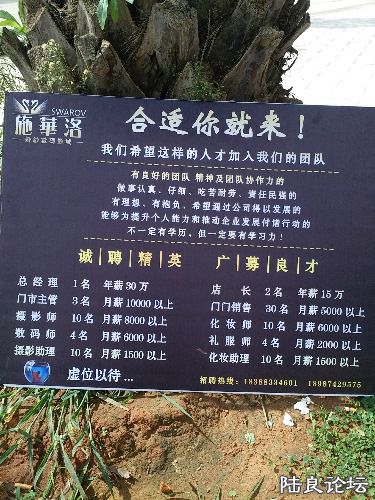 施華洛
SWAROV
合适你就来！
我们希望这样的人才加入我们的团队
有良好的团队 精神及团队协作力的
做事认真、仔细、吃苦耐劳、责任民强的
有理想、有抱负、希望通过公司得以发展的
能够为提升个人能力和推动企业发展付诸行动的
不一定有学历、但一定要有学习力！
诚聘精英 广募良才
总经理 1名 年薪30万
门市主管 3名 月薪10000以上
摄影师 10名 月薪8000以上
数码师 4名 月薪6000以上
摄影助理 10名 月薪1500以上
店长 2名 年薪15万
门门销售 30名 月薪5000以上
化妆师 10名 月薪6000以上
礼服师 4名 月薪2000以上
化妆助理 10名 月薪1500以上
虚位以待...
招聘热线：18388334601 18987429575
陆良论坛
陆良论坛